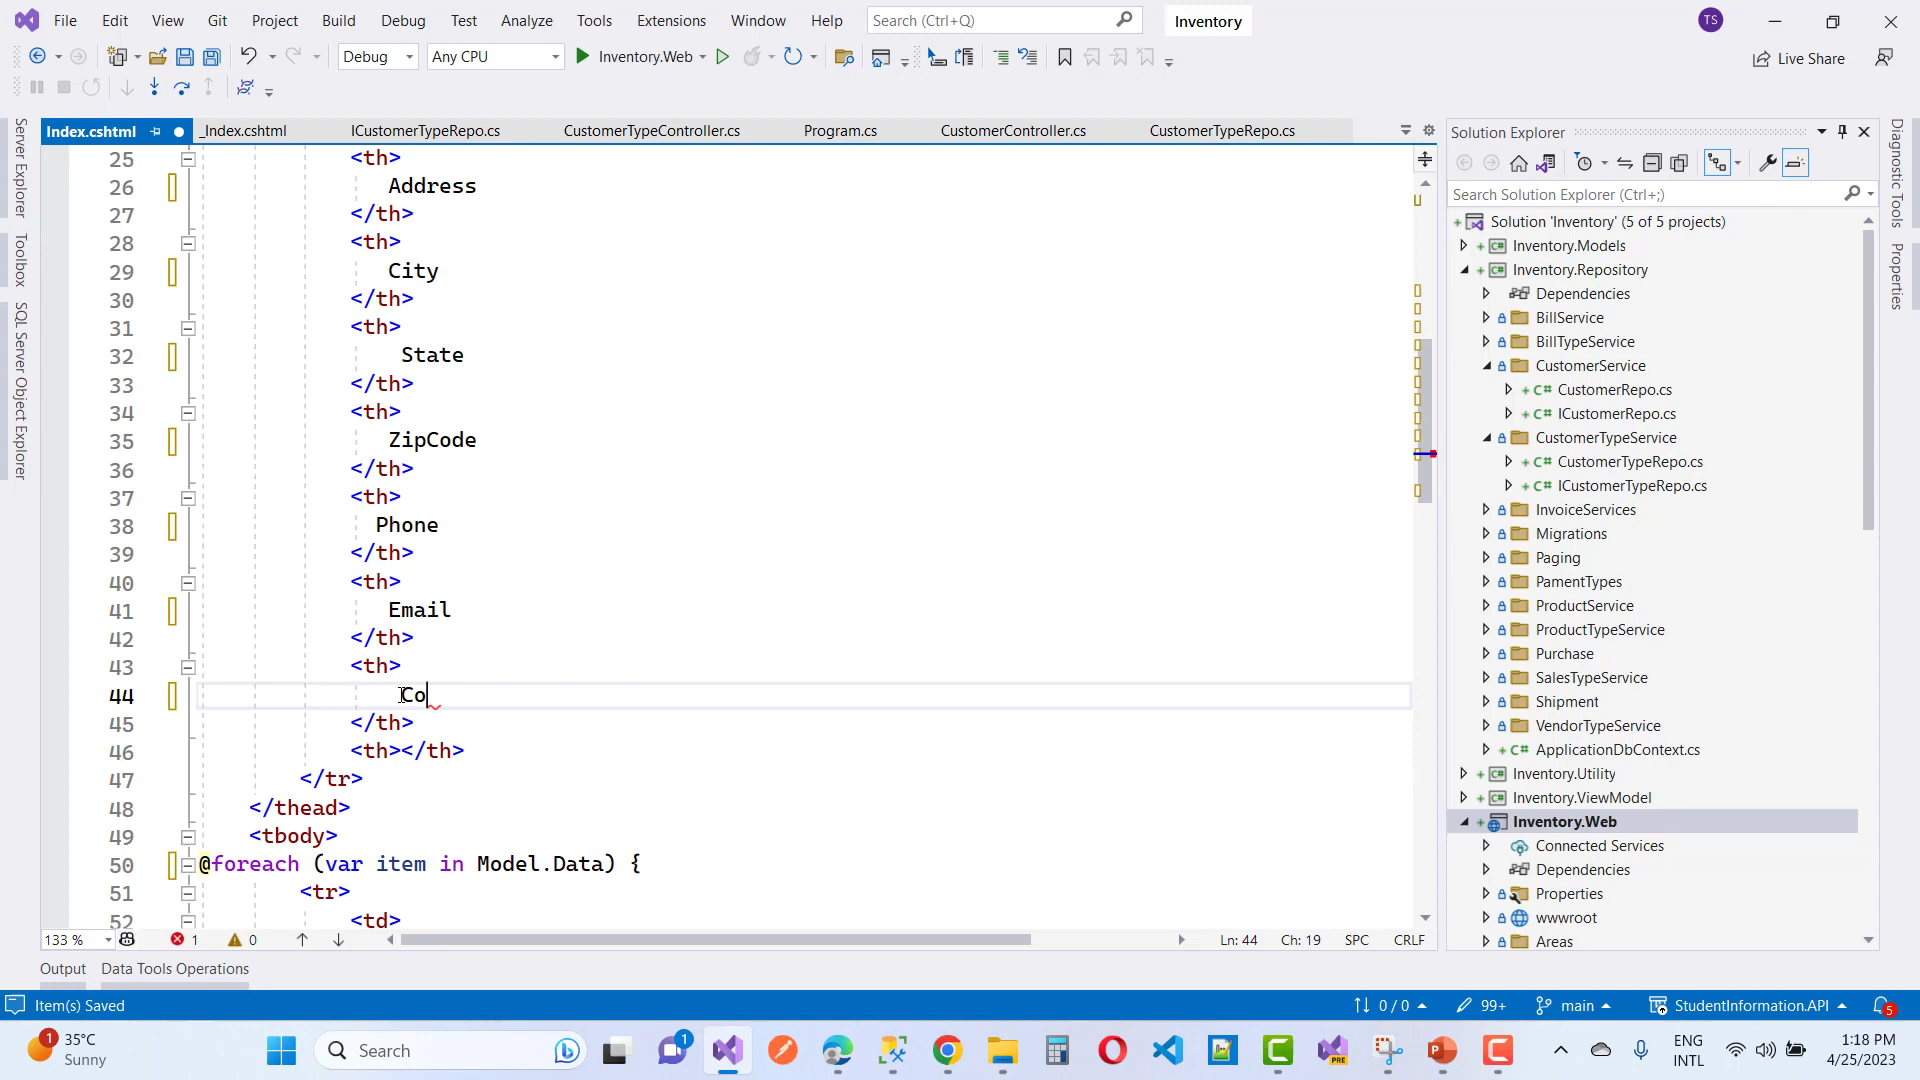 File Edit View Git Project Build Debug Test Analyze Tools Extensions Window Help Search (Ctrl+Q) Inventory TS
Debug Any CPU Inventory.Web Live Share
Index.cshtml _Index.cshtml ICustomerTypeRepo.cs CustomerTypeController.cs Program.cs CustomerController.cs CustomerTypeRepo.cs
Server Explorer
Toolbox
SQL Server Object Explorer
25 <th>
26 Address
27 </th>
28 <th>
29 City
30 </th>
31 <th>
32 State
33 </th>
34 <th>
35 ZipCode
36 </th>
37 <th>
38 Phone
39 </th>
40 <th>
41 Email
42 </th>
43 <th>
44 Co
45 </th>
46 <th></th>
47 </tr>
48 </thead>
49 <tbody>
50 @foreach (var item in Model.Data) {
51 <tr>
52 <td>
133 % 1 0 Ln: 44 Ch: 19 SPC CRLF
Solution Explorer
Search Solution Explorer (Ctrl+;)
Solution 'Inventory' (5 of 5 projects)
Inventory.Models
Inventory.Repository
Dependencies
BillService
BillTypeService
CustomerService
C# CustomerRepo.cs
C# ICustomerRepo.cs
CustomerTypeService
C# CustomerTypeRepo.cs
C# ICustomerTypeRepo.cs
InvoiceServices
Migrations
Paging
PamentTypes
ProductService
ProductTypeService
Purchase
SalesTypeService
Shipment
VendorTypeService
C# ApplicationDbContext.cs
Inventory.Utility
Inventory.ViewModel
Inventory.Web
Connected Services
Dependencies
Properties
wwwroot
Areas
Diagnostic Tools
Properties
Output Data Tools Operations
Item(s) Saved 0 / 0 99+ main StudentInformation.API 5
1 35°C
Sunny
Search
1
PRE
ENG
INTL
1:18 PM
4/25/2023